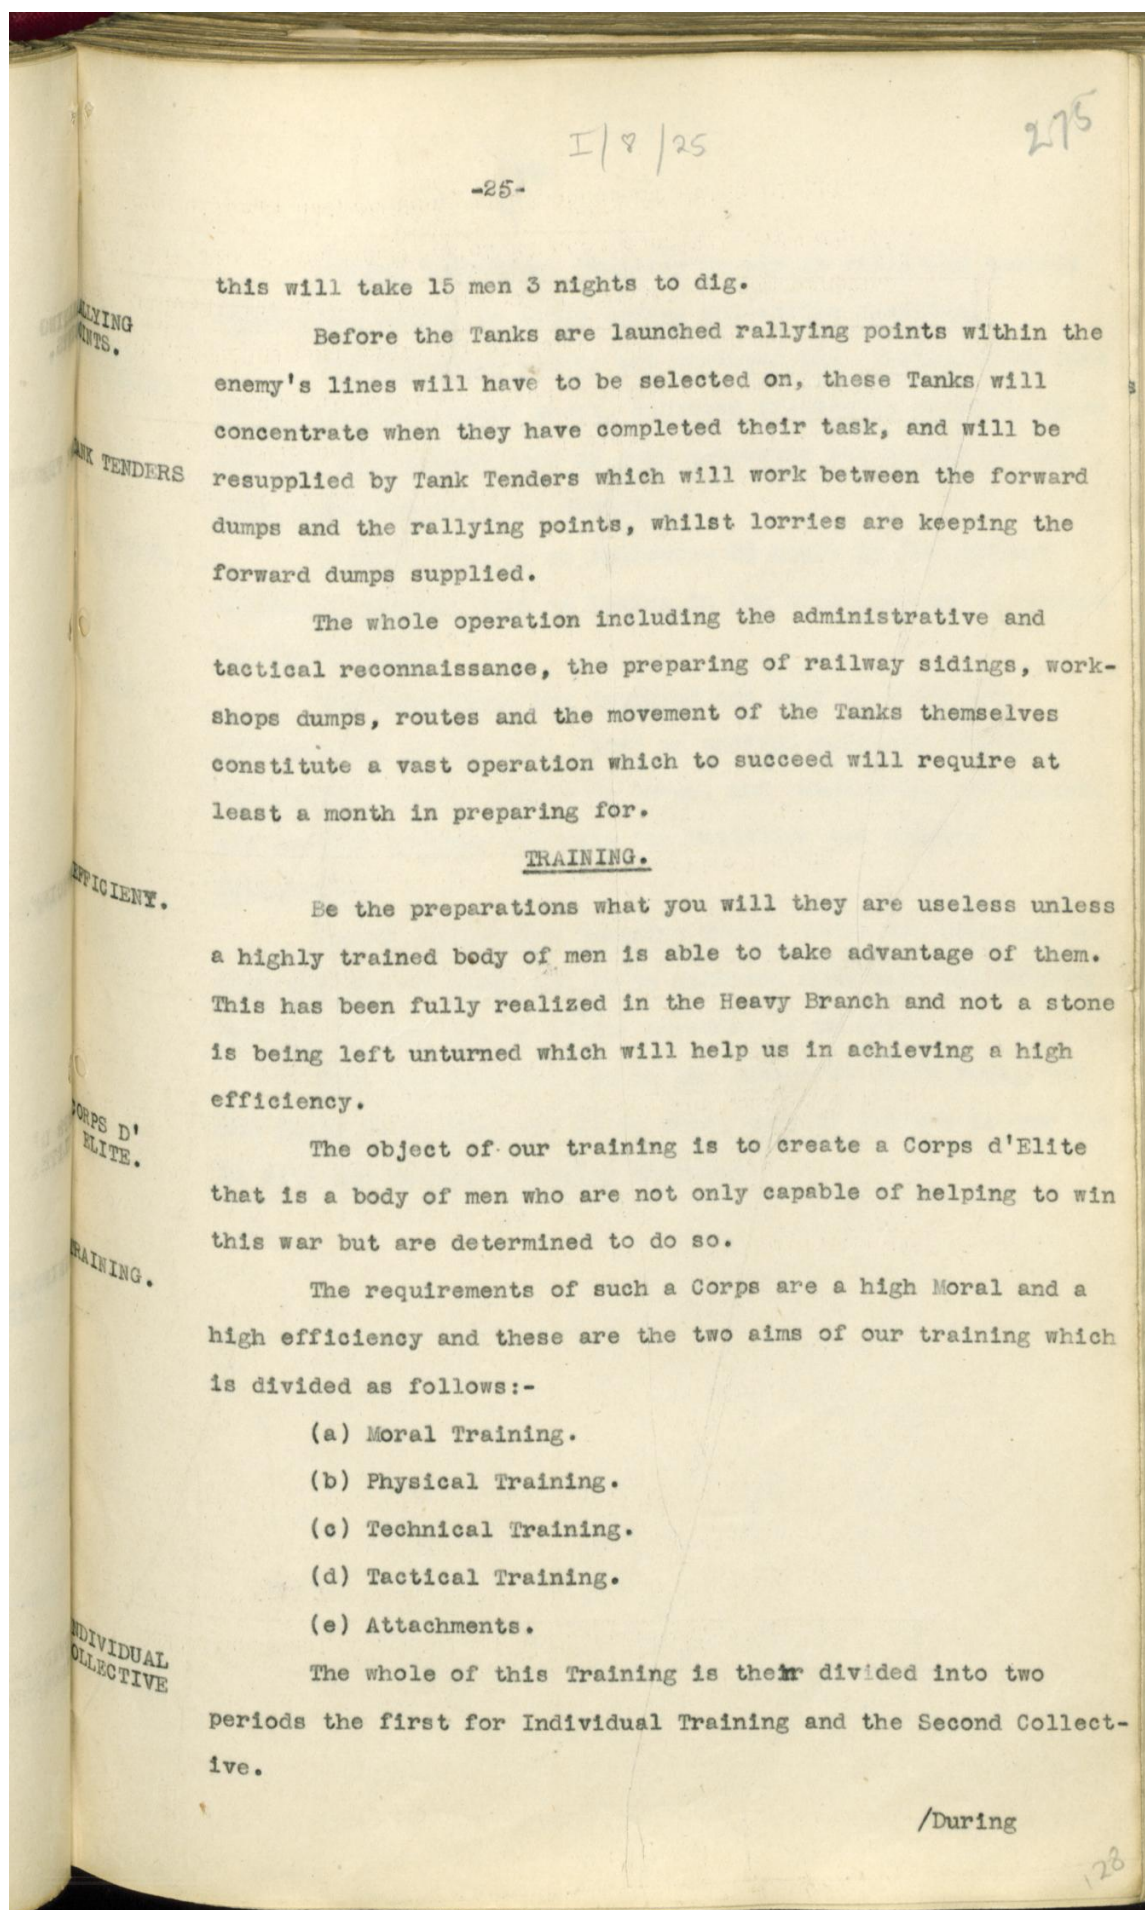 I/8/25
275
-25-
this will take 15 men 3 nights to dig.
LLYING
INTS.
Before the Tanks are launched rallying points within the
enemy's lines will have to be selected on, these Tanks will
concentrate when they have completed their task, and will be
TANK TENDERS
resupplied by Tank Tenders which will work between the forward
dumps and the rallying points, whilst lorries are keeping the
forward dumps supplied.
The whole operation including the administrative and
tactical reconnaissance, the preparing of railway sidings, work-
shops dumps, routes and the movement of the Tanks themselves
constitute a vast operation which to succeed will require at
least a month in preparing for.
TRAINING.
EFFICIENT.
Be the preparations what you will they are useless unless
a highly trained body of men is able to take advantage of them.
This has been fully realized in the Heavy Branch and not a stone
is being left unturned which will help us in achieving a high
efficiency.
CORPS D'
ELITE.
The object of our training is to create a Corps d'Elite
that is a body of men who are not only capable of helping to win
this war but are determined to do so.
TRAINING.
The requirements of such a Corps are a high Moral and a
high efficiency and these are the two aims of our training which
is divided as follows:-
(a) Moral Training.
(b) Physical Training.
(c) Technical Training.
(d) Tactical Training.
(e) Attachments.
NDIVIDUAL
OLLECTIVE
The whole of this Training is their divided into two
periods the first for Individual Training and the Second Collect-
ive.
/During
128